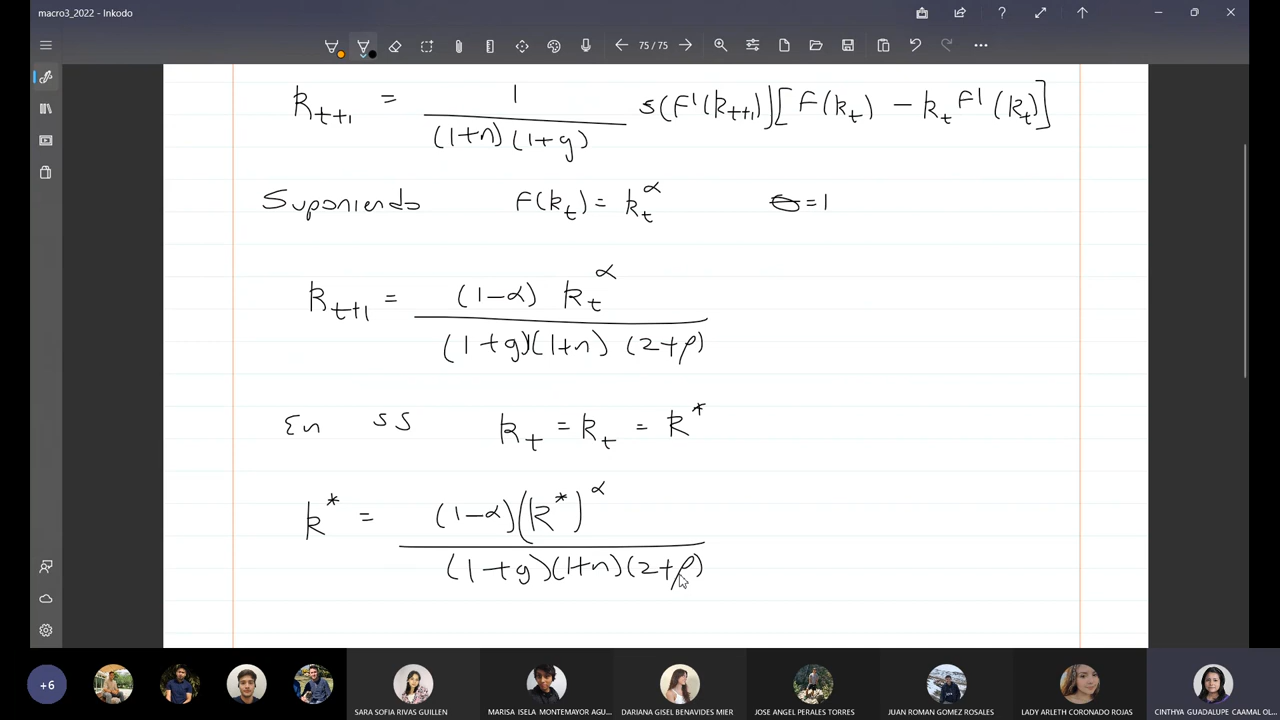 macro3_2022 - Inkodo
75 / 75
k_{t+1} = 1 / (1+n)(1+g) s(F'(k_{t+1})[F(k_t) - k_t F'(k_t)]
Suponiendo F(k_t) = k_t^α θ = 1
k_{t+1} = (1-α) k_t^α / (1+g)(1+n) (2+ρ)
En SS k_t = k_t = k*
k* = (1-α)(k*)^α / (1+g)(1+n)(2+ρ)
+6
SARA SOFIA RIVAS GUILLEN
MARISA ISELA MONTEMAYOR AGU...
DARIANA GISEL BENAVIDES MIER
JOSE ANGEL PERALES TORRES
JUAN RAMON GOMEZ ROSALES
LADY ARLETH CORONADO ROJAS
CINTHYA GUADALUPE CAAMAL OL...